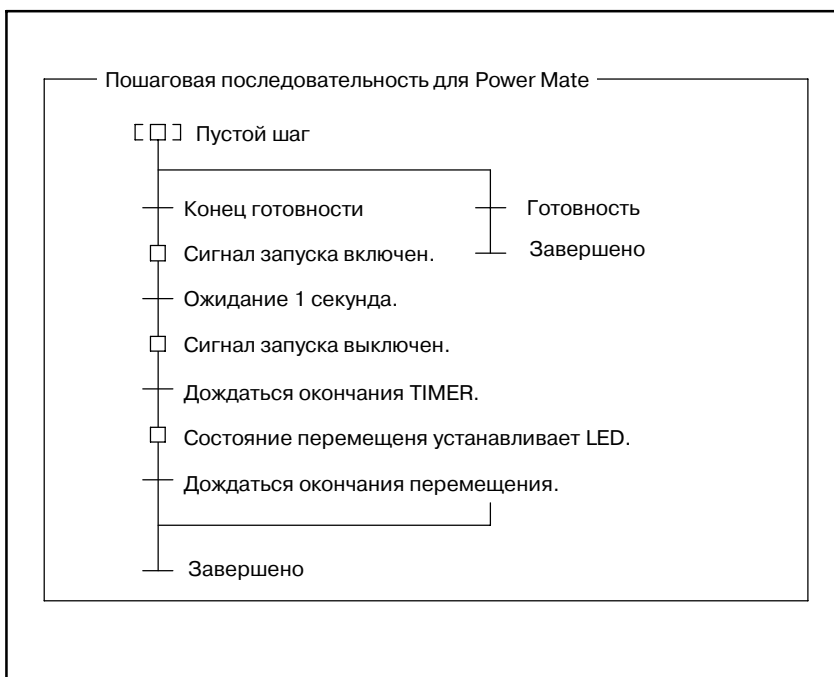 Пошаговая последовательность для Power Mate
Пустой шаг
Конец готовности
Готовность
Сигнал запуска включен.
Завершено
Ожидание 1 секунда.
Сигнал запуска выключен.
Дождаться окончания TIMER.
Состояние перемещеня устанавливает LED.
Дождаться окончания перемещения.
Завершено